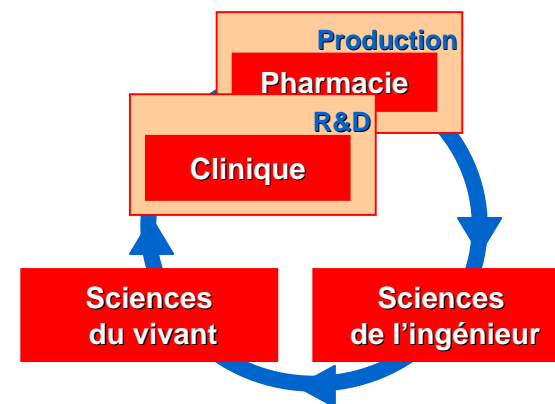 Production
Pharmacie
R&D
Clinique
Sciences
du vivant
Sciences
de l'ingénieur